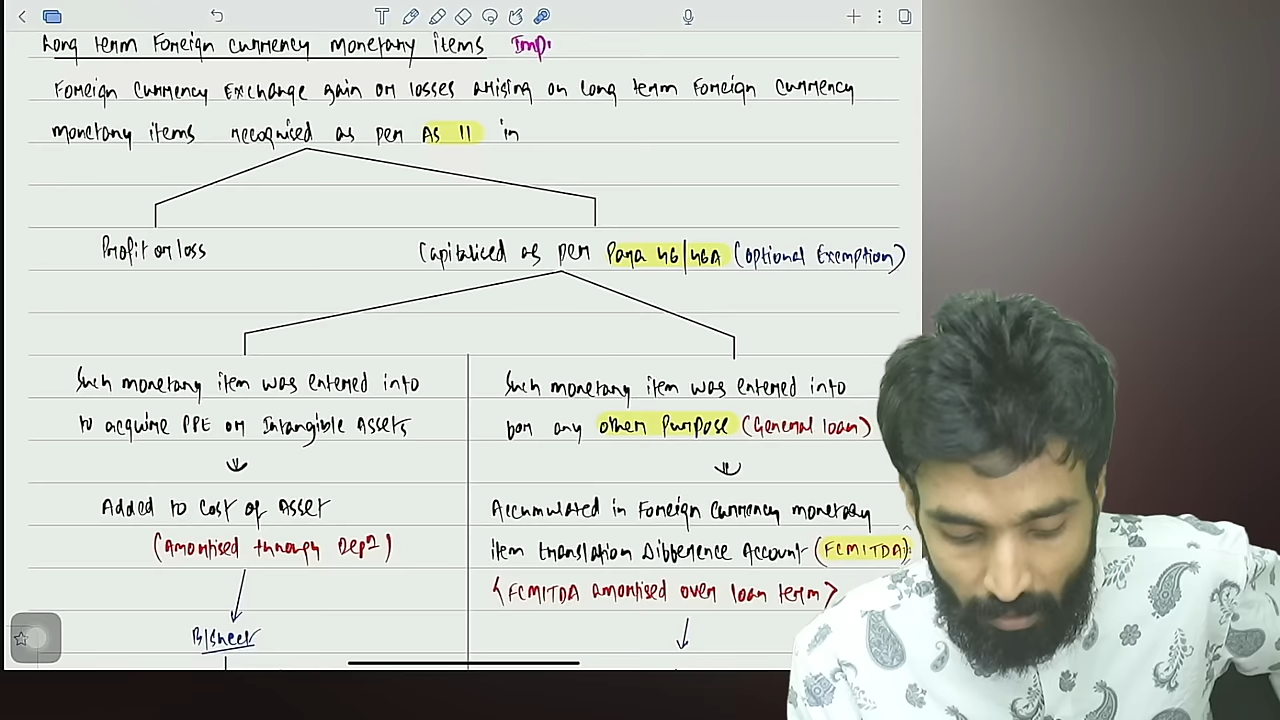 Long term Foreign currency monetary items Imp.
Foreign Currency Exchange gain or losses arising on Long term Foreign Currency
monetary items recognised as per AS 11 in
Profit or loss
Capitalised as per Para 46/46A (optional Exemption)
Such monetary item was entered into
to acquire PPE or Intangible Assets
Added to Cost of Asset
(Amortised through Depn)
B/Sheet
Such monetary item was entered into
for any other Purpose (General loan)
Accumulated in Foreign Currency monetary
item translation Difference Account (FCMITDA)
{FCMITDA amortised over loan term}